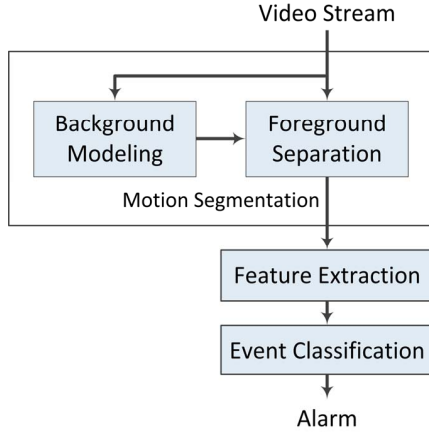 Video Stream
Background
Modeling
Foreground
Separation
Motion Segmentation
Feature Extraction
Event Classification
Alarm